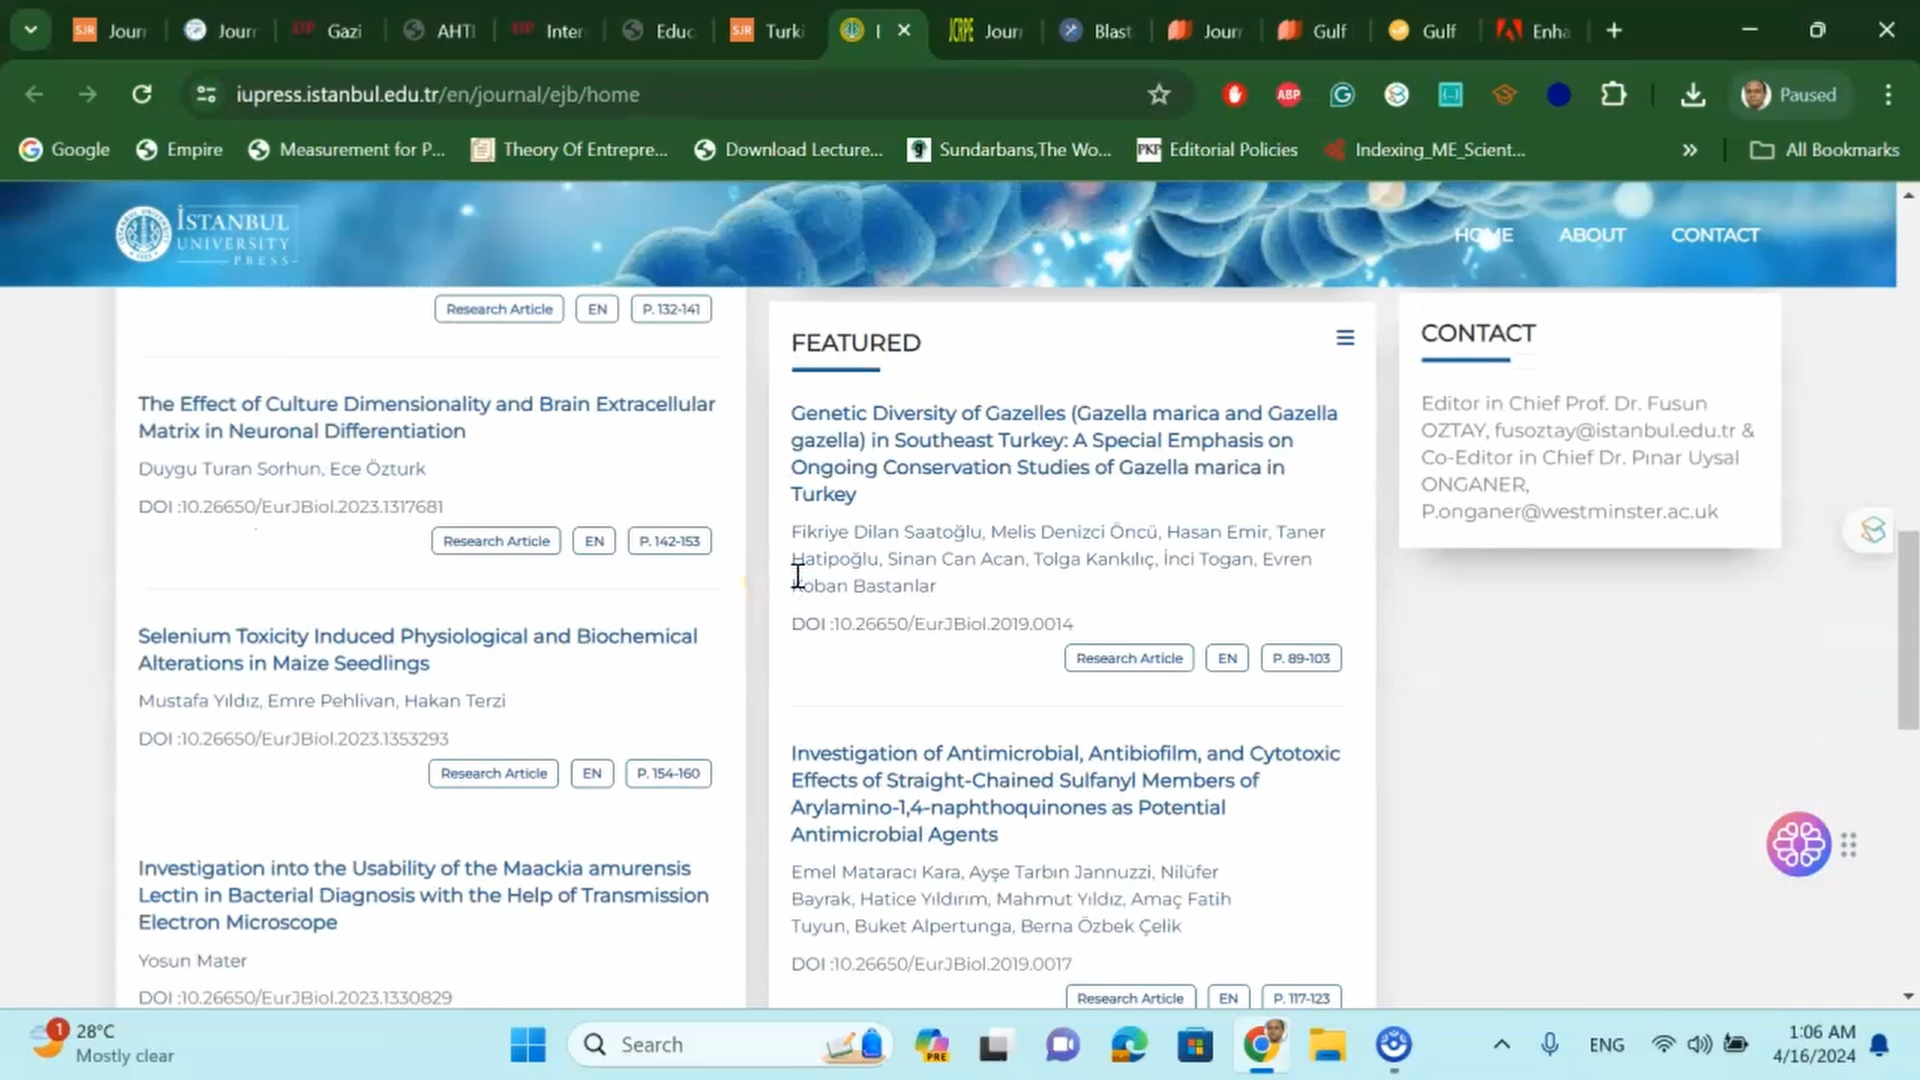 Jour
Jour
Gazi
AHTI
Inter
Educ
SJR
Turki
Jour
Blast
Jour
Gulf
Gulf
Enha
iupress.istanbul.edu.tr/en/journal/ejb/home
ABP
Paused
Google
Empire
Measurement for P...
Theory Of Entrepre...
Download Lecture...
Sundarbans,The Wo...
PKP
Editorial Policies
Indexing_ME_Scient...
All Bookmarks
İSTANBUL
UNIVERSITY
PRESS
HOME
ABOUT
CONTACT
Research Article
EN
P. 132-141
The Effect of Culture Dimensionality and Brain Extracellular
Matrix in Neuronal Differentiation
Duygu Turan Sorhun, Ece Özturk
DOI :10.26650/EurJBiol.2023.1317681
Research Article
EN
P. 142-153
Selenium Toxicity Induced Physiological and Biochemical
Alterations in Maize Seedlings
Mustafa Yıldız, Emre Pehlivan, Hakan Terzi
DOI :10.26650/EurJBiol.2023.1353293
Research Article
EN
P. 154-160
Investigation into the Usability of the Maackia amurensis
Lectin in Bacterial Diagnosis with the Help of Transmission
Electron Microscope
Yosun Mater
DOI :10.26650/EurJBiol.2023.1330829
FEATURED
Genetic Diversity of Gazelles (Gazella marica and Gazella
gazella) in Southeast Turkey: A Special Emphasis on
Ongoing Conservation Studies of Gazella marica in
Turkey
Fikriye Dilan Saatoğlu, Melis Denizci Öncü, Hasan Emir, Taner
Hatipoğlu, Sinan Can Acan, Tolga Kankılıç, İnci Togan, Evren
Koban Bastanlar
DOI :10.26650/EurJBiol.2019.0014
Research Article
EN
P. 89-103
Investigation of Antimicrobial, Antibiofilm, and Cytotoxic
Effects of Straight-Chained Sulfanyl Members of
Arylamino-1,4-naphthoquinones as Potential
Antimicrobial Agents
Emel Mataracı Kara, Ayşe Tarbın Jannuzzi, Nilüfer
Bayrak, Hatice Yıldırım, Mahmut Yıldız, Amaç Fatih
Tuyun, Buket Alpertunga, Berna Özbek Çelik
DOI :10.26650/EurJBiol.2019.0017
Research Article
EN
P. 117-123
CONTACT
Editor in Chief Prof. Dr. Fusun
OZTAY, fusoztay@istanbul.edu.tr &
Co-Editor in Chief Dr. Pınar Uysal
ONGANER,
P.onganer@westminster.ac.uk
1
28°C
Mostly clear
Search
PRE
ENG
1:06 AM
4/16/2024